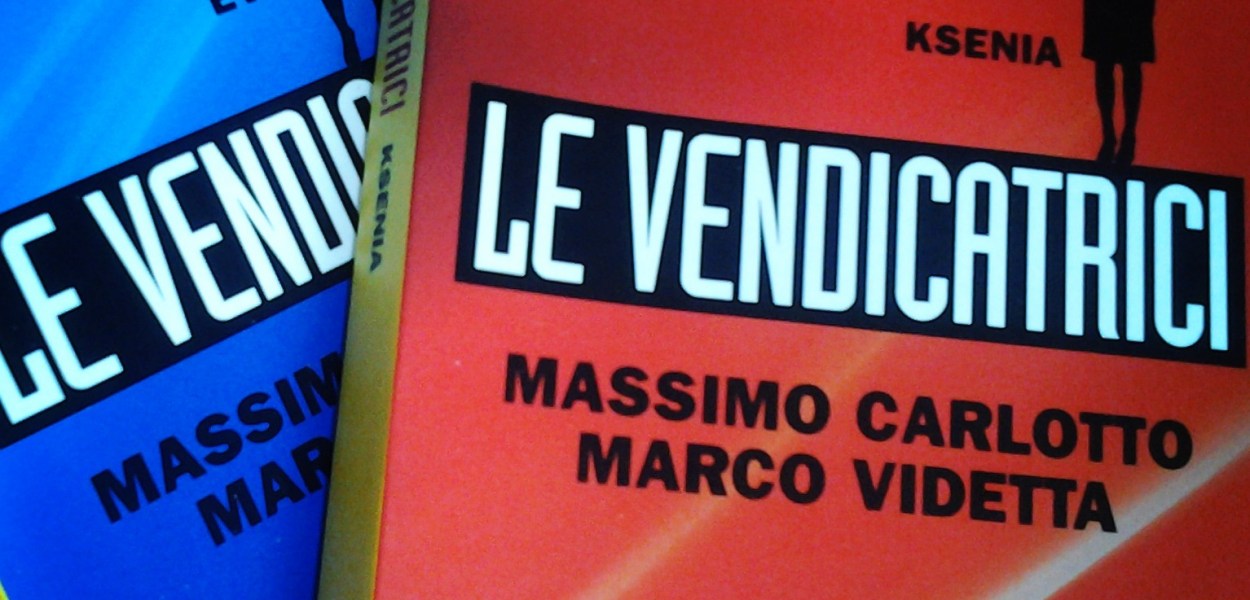 LE VENDIC
MASSIM
MAR
KSENIA
KSENIA
LE VENDICATRICI
MASSIMO CARLOTTO
MARCO VIDETTA